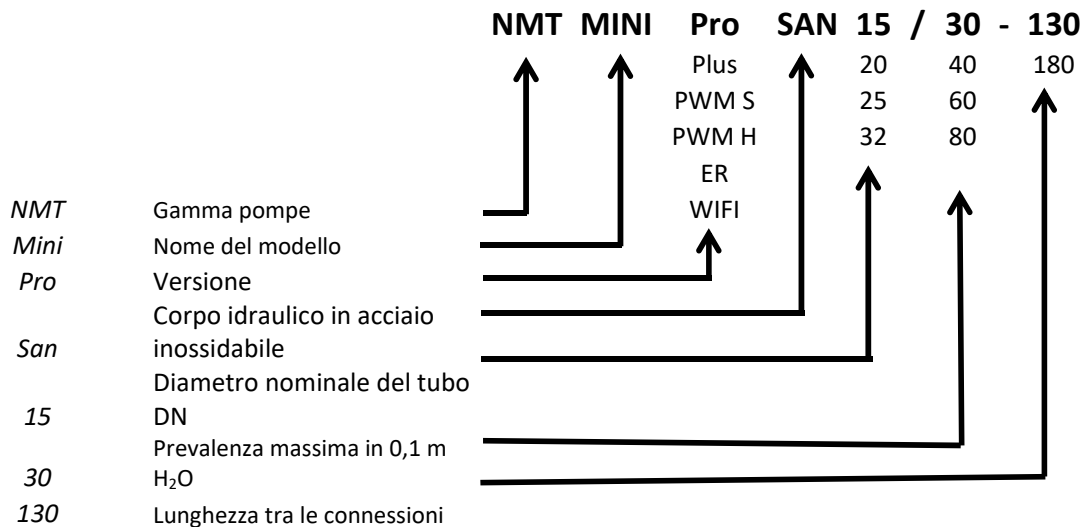 NMT MINI Pro SAN 15 / 30 - 130
Plus 20 40 180
PWM S 25 60
PWM H 32 80
ER
WIFI
NMT Gamma pompe
Mini Nome del modello
Pro Versione
Corpo idraulico in acciaio
San inossidabile
Diametro nominale del tubo
15 DN
Prevalenza massima in 0,1 m
30 H₂O
130 Lunghezza tra le connessioni